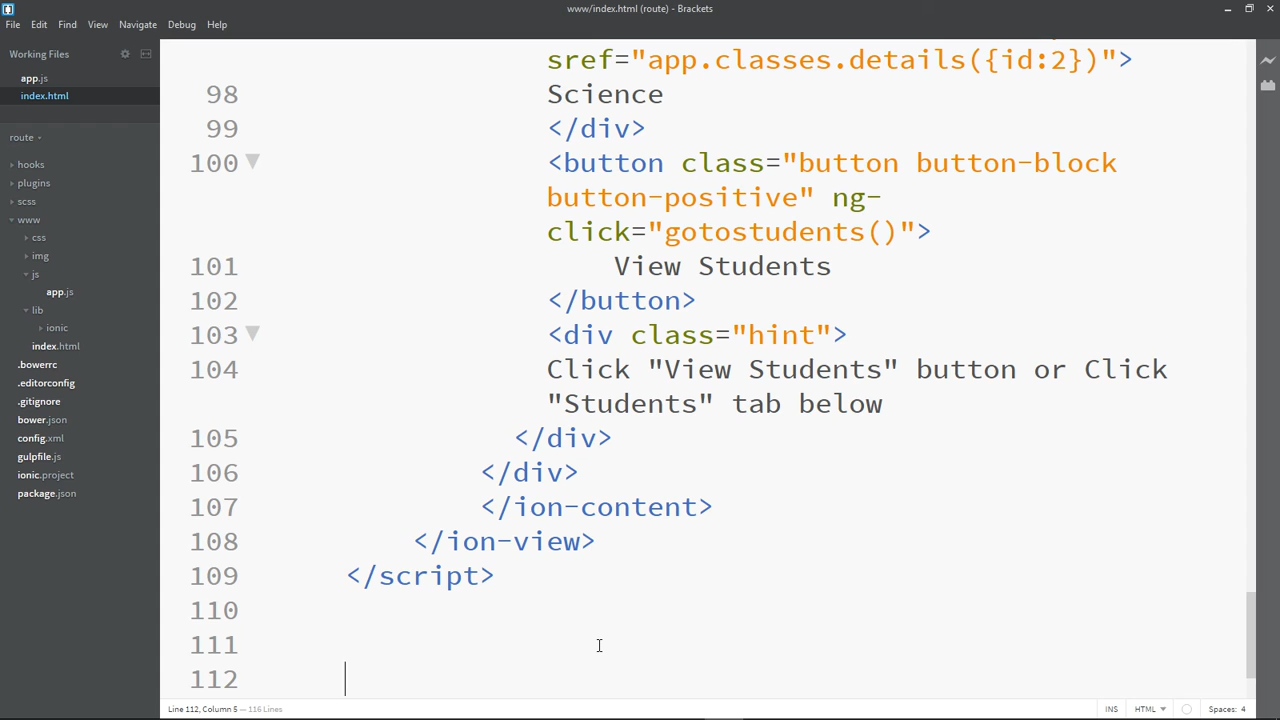 www/index.html (route) - Brackets
File Edit Find View Navigate Debug Help
Working Files
app.js
index.html
route
hooks
plugins
scss
www
css
img
js
app.js
lib
ionic
index.html
.bowerrc
.editorconfig
.gitignore
bower.json
config.xml
gulpfile.js
ionic.project
package.json
sref="app.classes.details({id:2})">
98 Science
99 </div>
100 <button class="button button-block
button-positive" ng-
click="gotostudents()">
101 View Students
102 </button>
103 <div class="hint">
104 Click "View Students" button or Click
"Students" tab below
105 </div>
106 </div>
107 </ion-content>
108 </ion-view>
109 </script>
110
111
112
Line 112, Column 5 — 116 Lines
INS HTML Spaces: 4